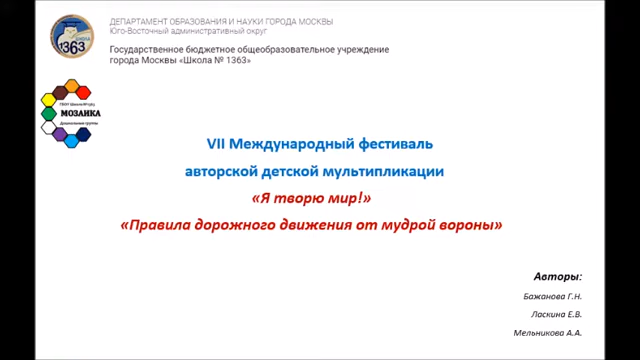 ДЕПАРТАМЕНТ ОБРАЗОВАНИЯ И НАУКИ ГОРОДА МОСКВЫ
Юго-Восточный административный округ
Государственное бюджетное общеобразовательное учреждение
города Москвы «Школа № 1363»
1363
МОЗАИКА
Дошкольные группы
VII Международный фестиваль
авторской детской мультипликации
«Я творю мир!»
«Правила дорожного движения от мудрой вороны»
Авторы:
Бажанова Г.Н.
Ласкина Е.В.
Мельникова А.А.